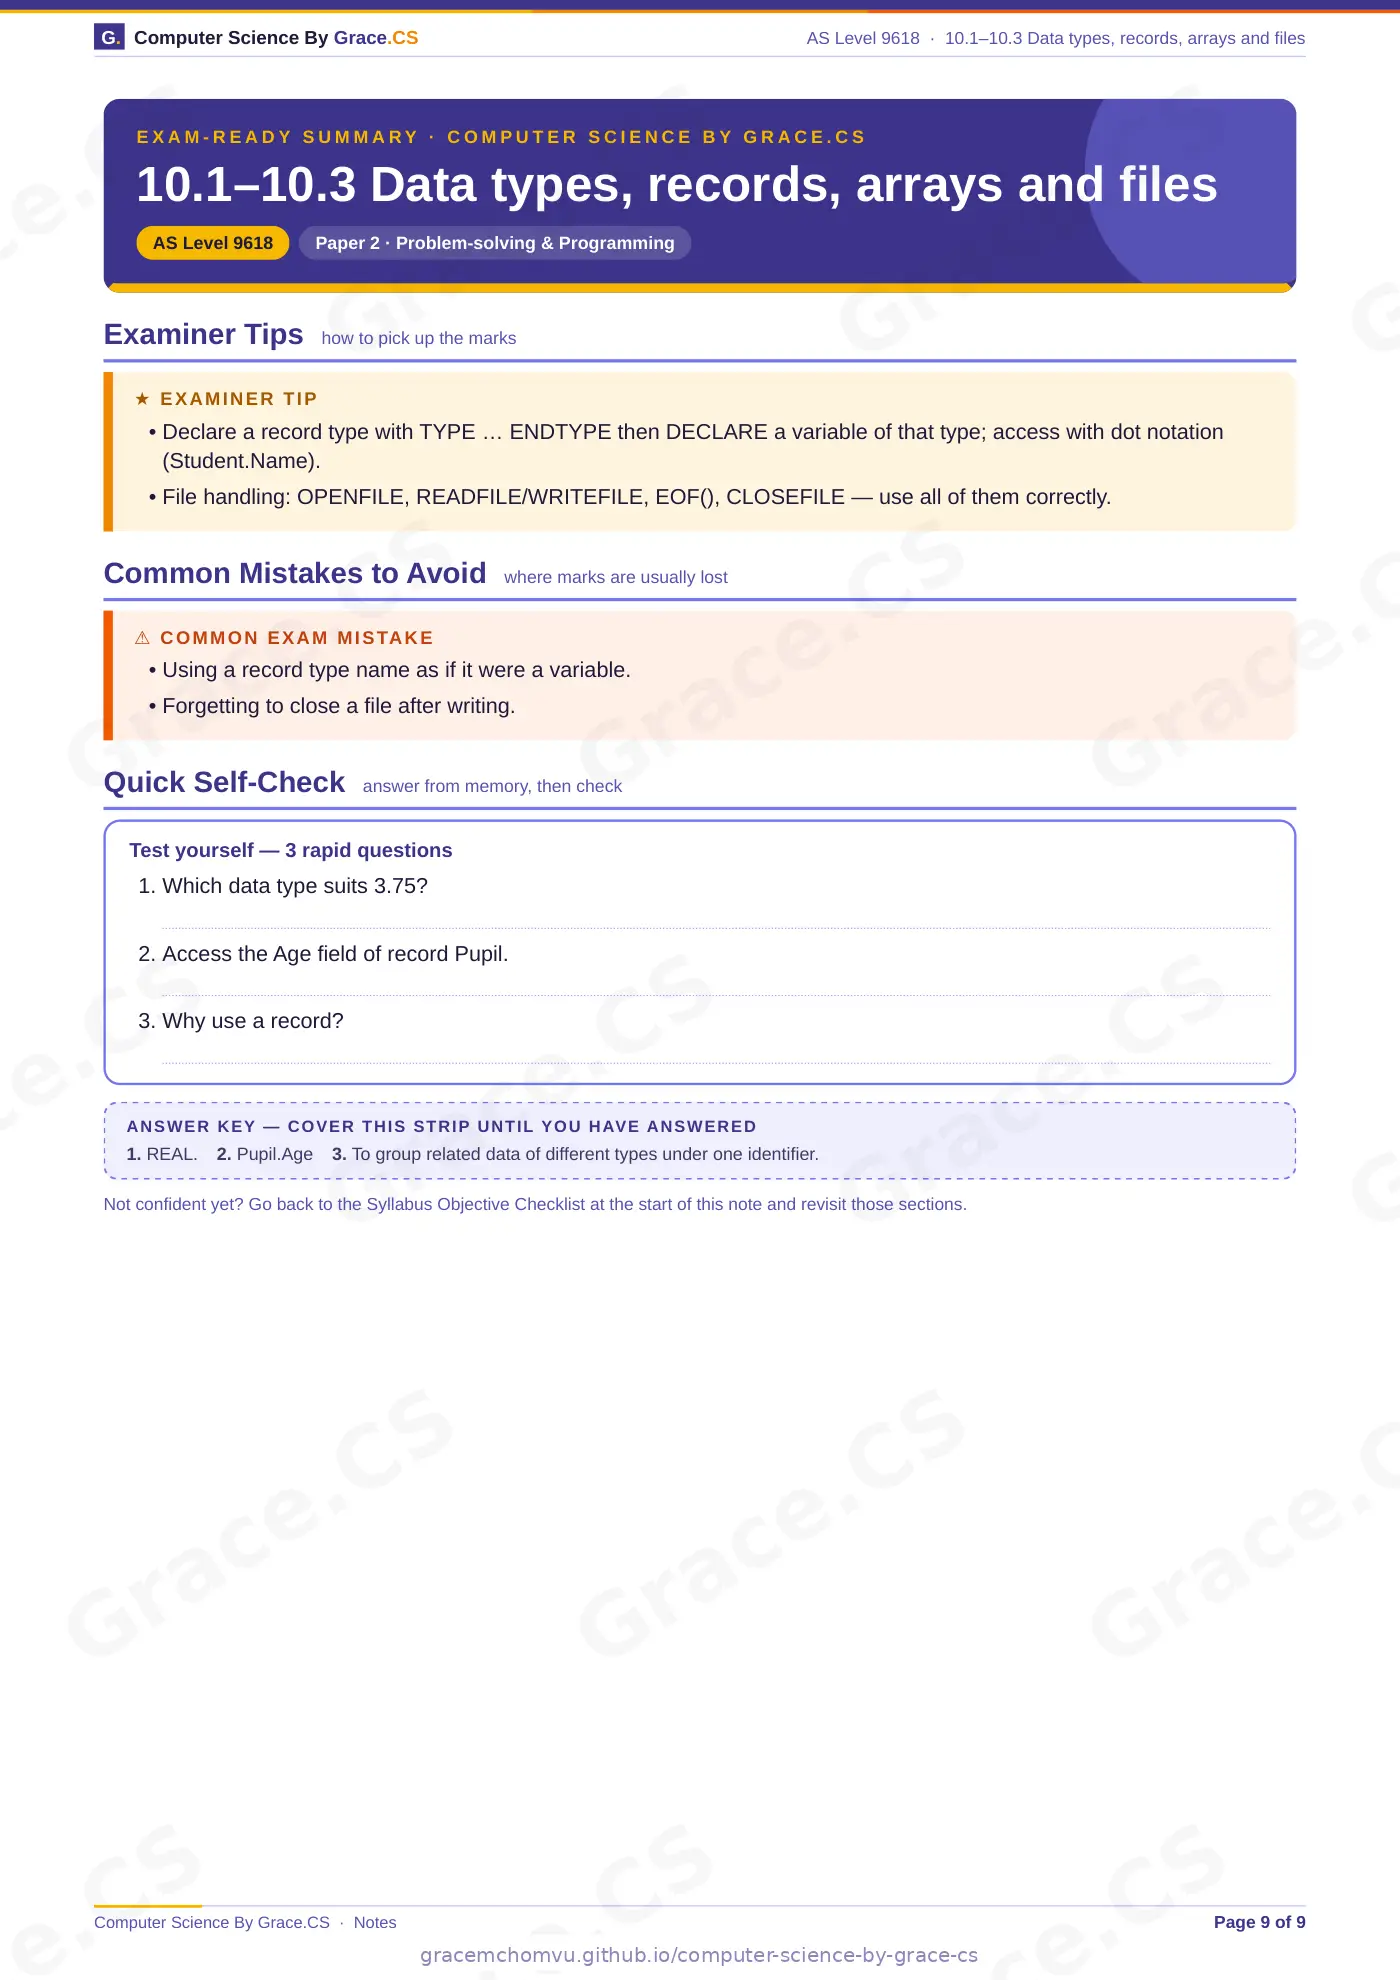 G. Computer Science By Grace.CS
AS Level 9618 · 10.1–10.3 Data types, records, arrays and files
EXAM-READY SUMMARY · COMPUTER SCIENCE BY GRACE.CS
10.1–10.3 Data types, records, arrays and files
AS Level 9618
Paper 2 · Problem-solving & Programming
Examiner Tips how to pick up the marks
★ EXAMINER TIP
• Declare a record type with TYPE … ENDTYPE then DECLARE a variable of that type; access with dot notation
(Student.Name).
• File handling: OPENFILE, READFILE/WRITEFILE, EOF(), CLOSEFILE — use all of them correctly.
Common Mistakes to Avoid where marks are usually lost
⚠ COMMON EXAM MISTAKE
• Using a record type name as if it were a variable.
• Forgetting to close a file after writing.
Quick Self-Check answer from memory, then check
Test yourself — 3 rapid questions
1. Which data type suits 3.75?
2. Access the Age field of record Pupil.
3. Why use a record?
ANSWER KEY — COVER THIS STRIP UNTIL YOU HAVE ANSWERED
1. REAL. 2. Pupil.Age 3. To group related data of different types under one identifier.
Not confident yet? Go back to the Syllabus Objective Checklist at the start of this note and revisit those sections.
Computer Science By Grace.CS · Notes
Page 9 of 9
gracemchomvu.github.io/computer-science-by-grace-cs